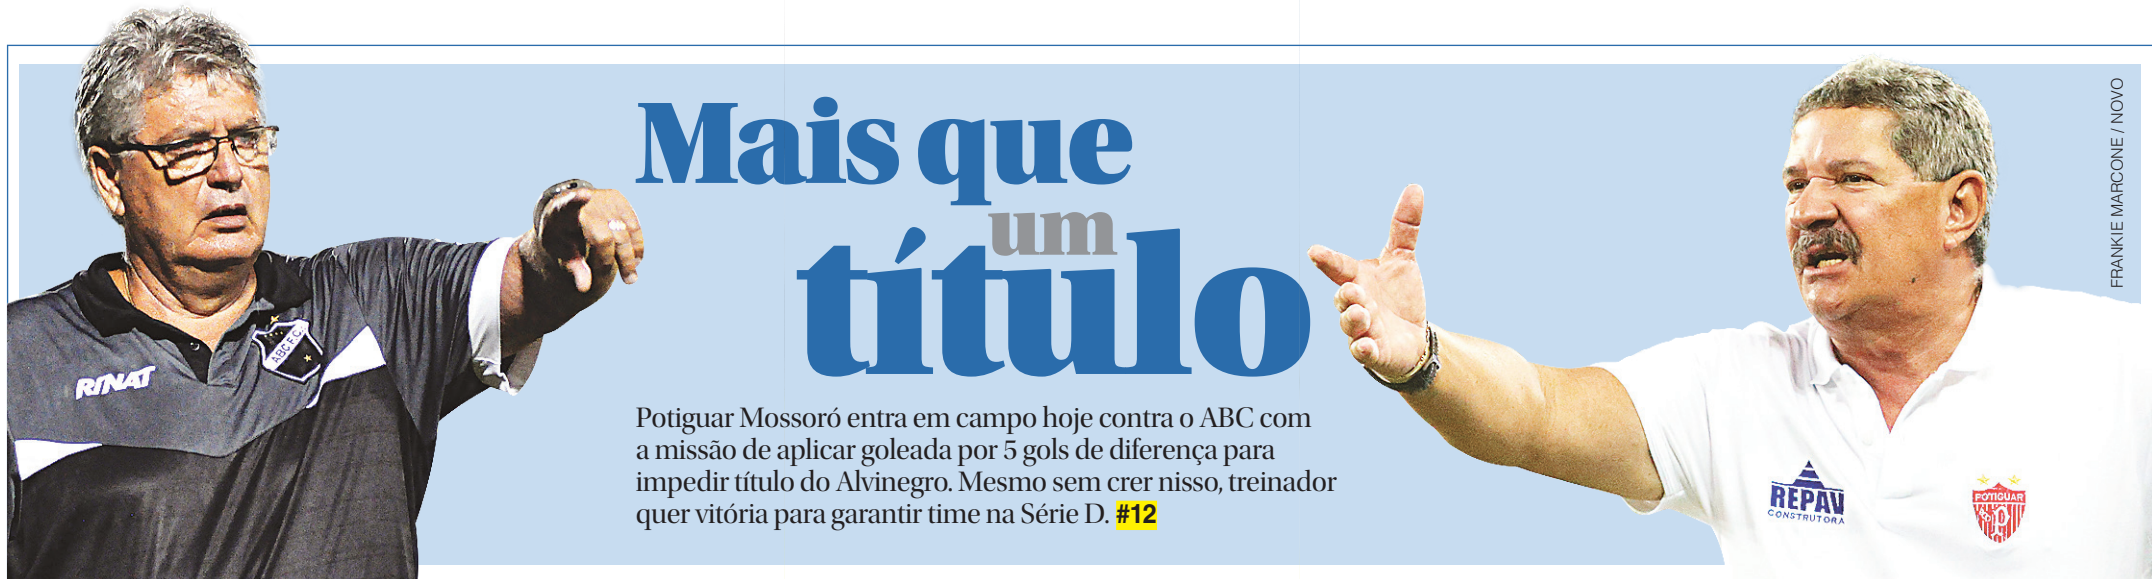 Mais que
um
título
Potiguar Mossoró entra em campo hoje contra o ABC com
a missão de aplicar goleada por 5 gols de diferença para
impedir título do Alvinegro. Mesmo sem crer nisso, treinador
quer vitória para garantir time na Série D. #12
FRANKIE MARCONE / NOVO
RINAT
ABC F.C.
REPAV
CONSTRUTORA
POTIGUAR